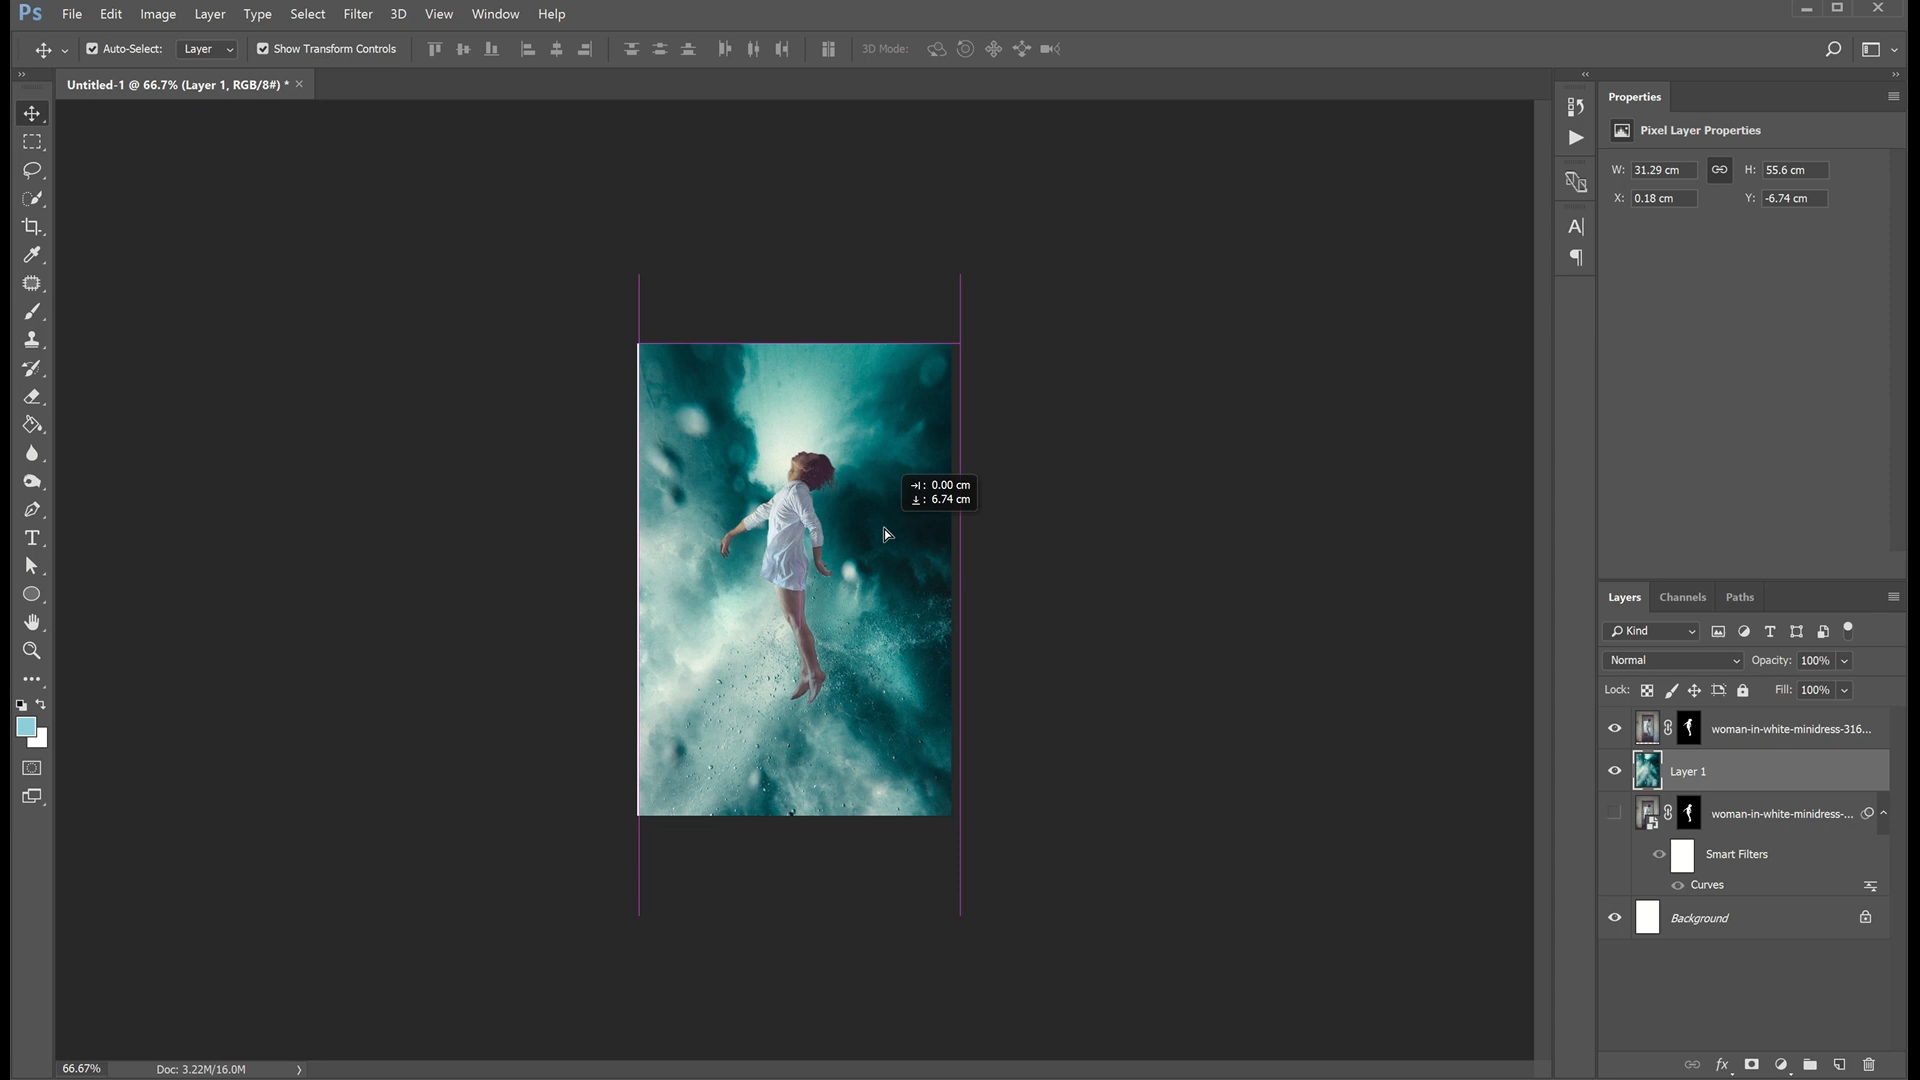 Ps File Edit Image Layer Type Select Filter 3D View Window Help
Auto-Select: Layer Show Transform Controls 3D Mode:
Untitled-1 @ 66.7% (Layer 1, RGB/8#) *
Properties
Pixel Layer Properties
W: 31.29 cm H: 55.6 cm
X: 0.18 cm Y: -6.74 cm
: 0.00 cm
: 6.74 cm
Layers Channels Paths
Kind
Normal Opacity: 100%
Lock: Fill: 100%
woman-in-white-minidress-316...
Layer 1
woman-in-white-minidress-...
Smart Filters
Curves
Background
66.67% Doc: 3.22M/16.0M